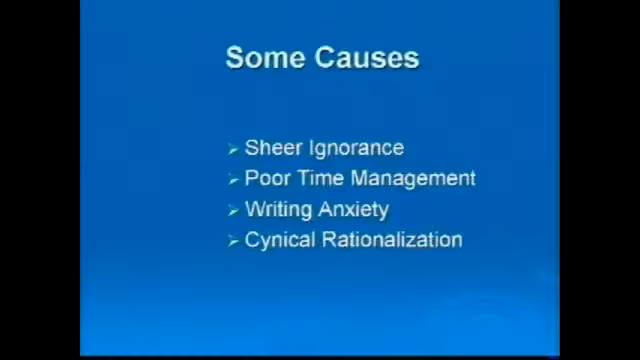 Some Causes
Sheer Ignorance
Poor Time Management
Writing Anxiety
Cynical Rationalization